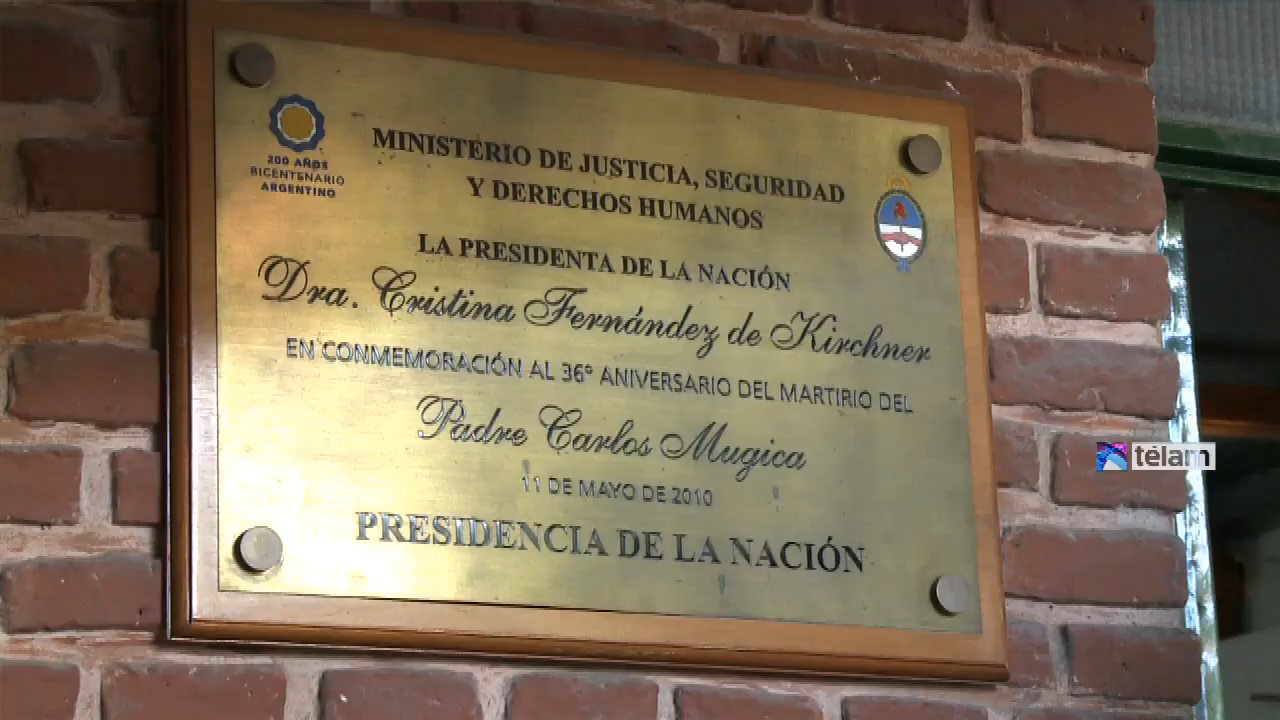 200 AÑOS
BICENTENARIO
ARGENTINO
MINISTERIO DE JUSTICIA, SEGURIDAD
Y DERECHOS HUMANOS
LA PRESIDENTA DE LA NACIÓN
Dra. Cristina Fernández de Kirchner
EN CONMEMORACIÓN AL 36º ANIVERSARIO DEL MARTIRIO DEL
Padre Carlos Mugica
11 DE MAYO DE 2010
PRESIDENCIA DE LA NACIÓN
télam